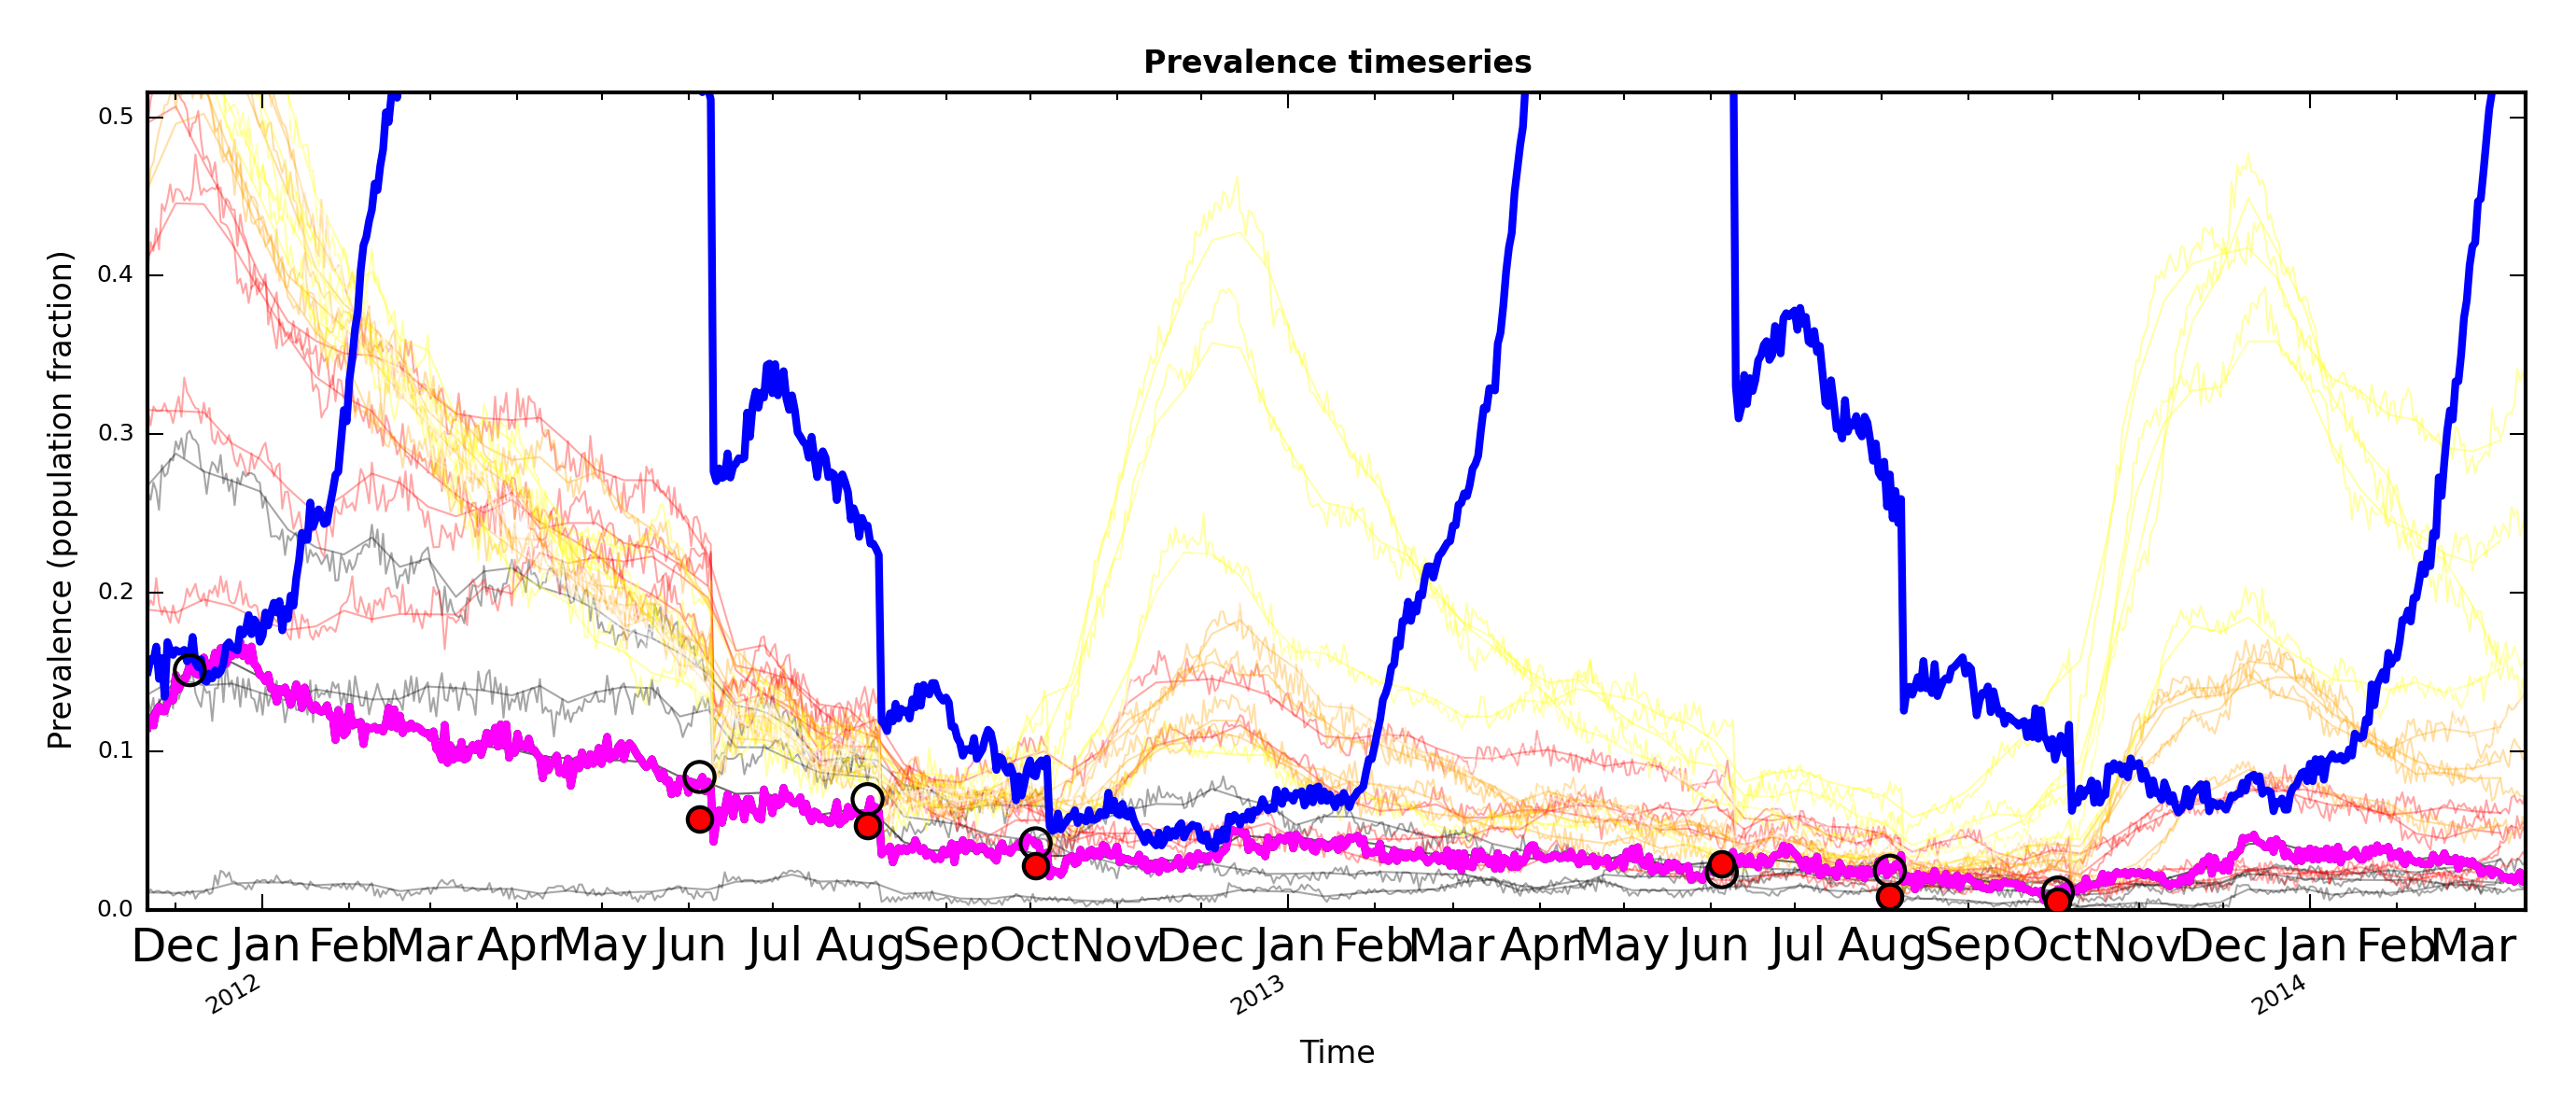 Prevalence timeseries
Prevalence (population fraction)
0.5
0.4
0.3
0.2
0.1
0.0
Dec Jan Feb Mar Apr May Jun Jul Aug Sep Oct Nov Dec Jan Feb Mar Apr May Jun Jul Aug Sep Oct Nov Dec Jan Feb Mar
2012 2013 2014
Time